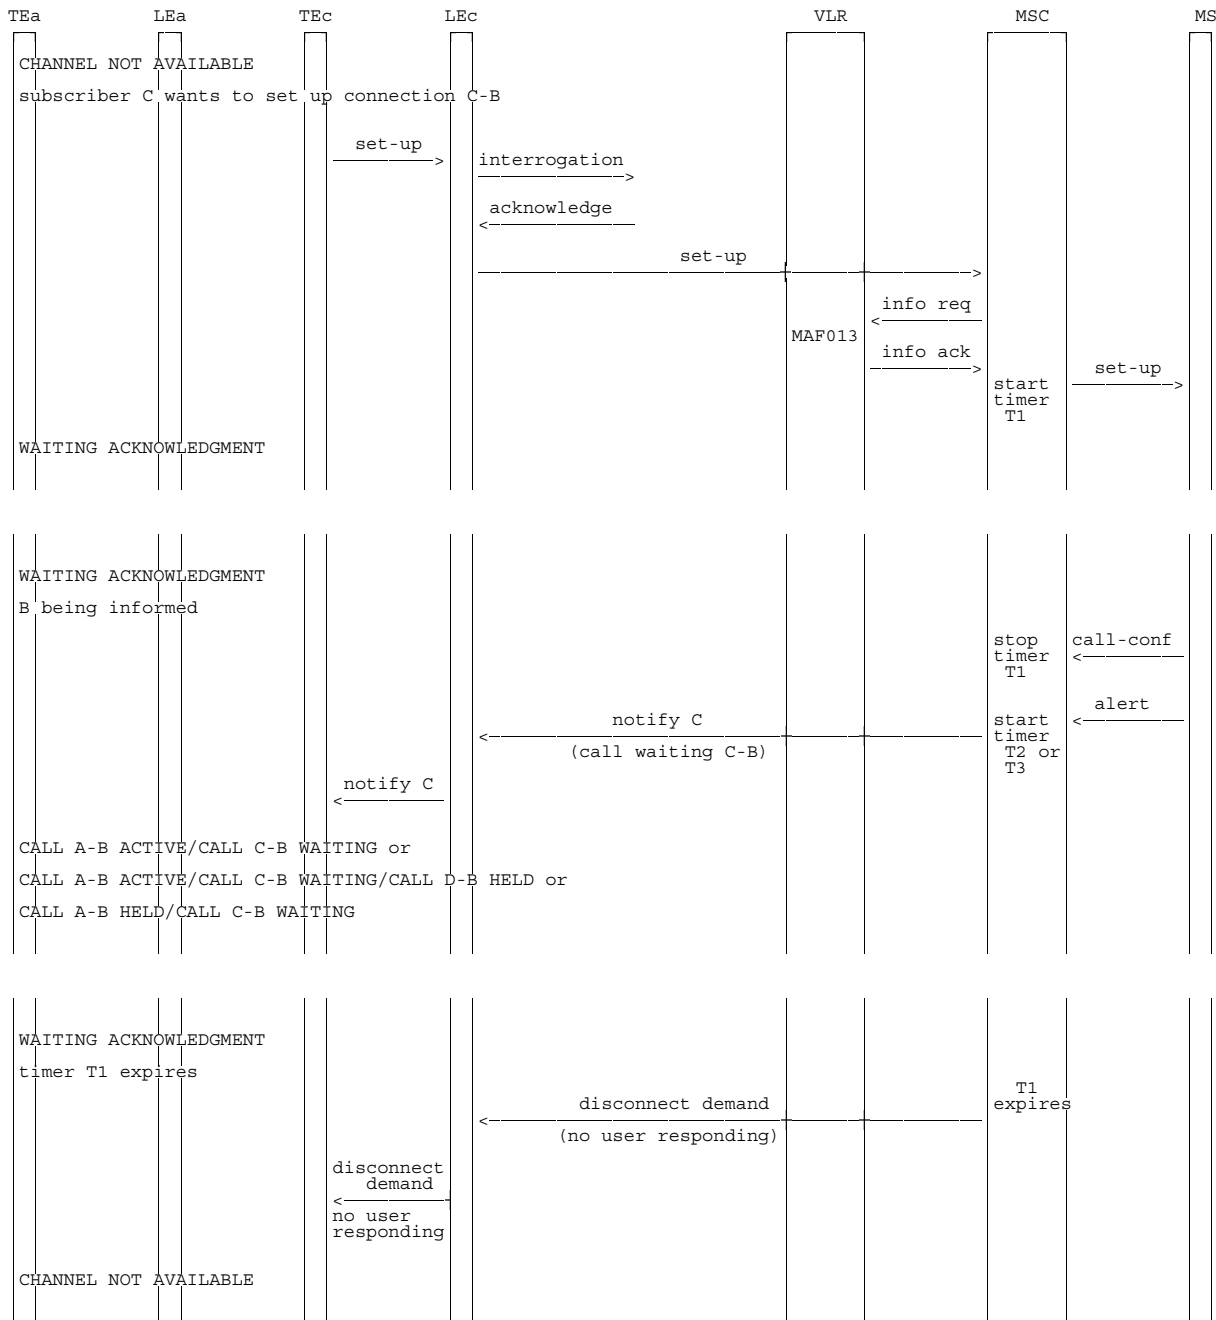 TEa LEa TEc LEc VLR MSC MS
CHANNEL NOT AVAILABLE
subscriber C wants to set up connection C-B
set-up
interrogation
acknowledge
set-up
info req
MAF013
info ack
set-up
start
timer
T1
WAITING ACKNOWLEDGMENT
WAITING ACKNOWLEDGMENT
B being informed
stop
timer
T1
call-conf
alert
notify C
(call waiting C-B)
start
timer
T2 or
T3
notify C
CALL A-B ACTIVE/CALL C-B WAITING or
CALL A-B ACTIVE/CALL C-B WAITING/CALL D-B HELD or
CALL A-B HELD/CALL C-B WAITING
WAITING ACKNOWLEDGMENT
timer T1 expires
T1
expires
disconnect demand
(no user responding)
disconnect
demand
no user
responding
CHANNEL NOT AVAILABLE